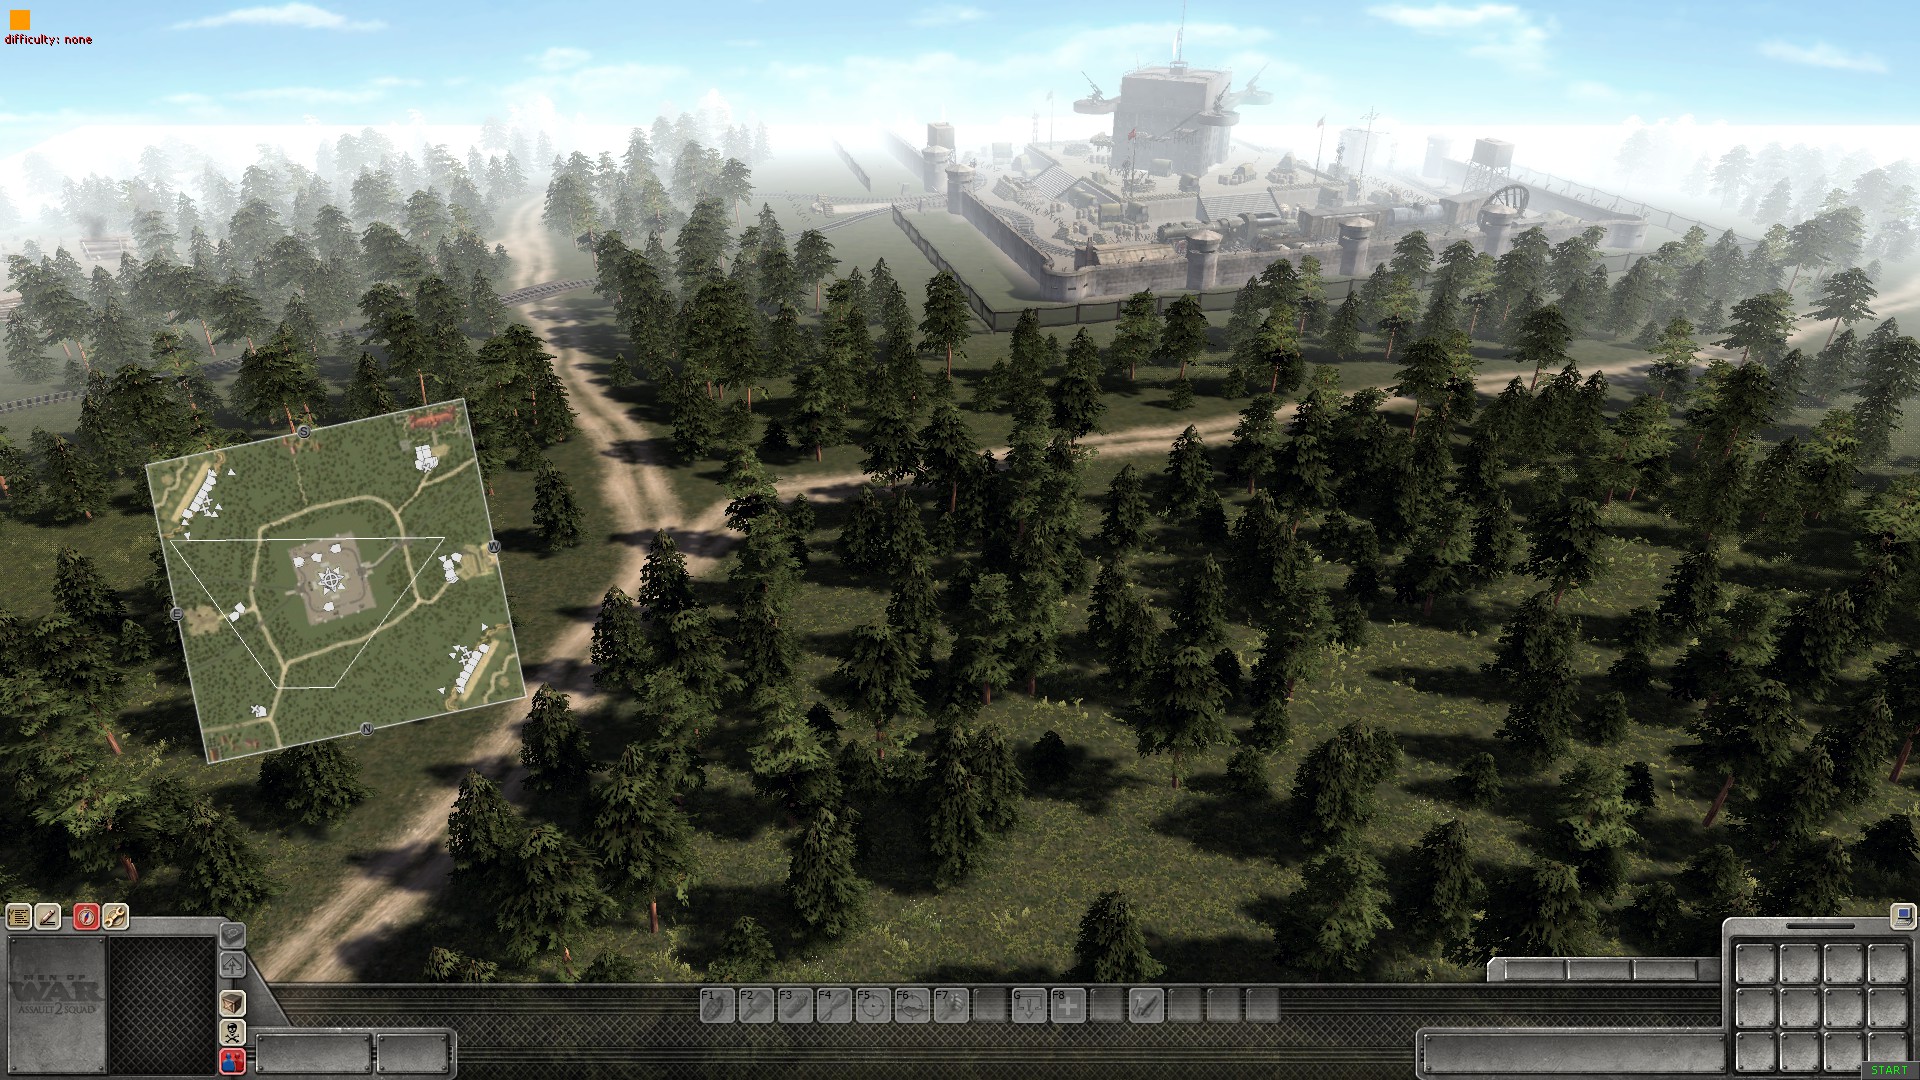 difficulty: none
S
W
E
N
MEN OF
WAR
ASSAULT SQUAD 2
F1 F2 F3 F4 F5 F6 F7 G F8
START